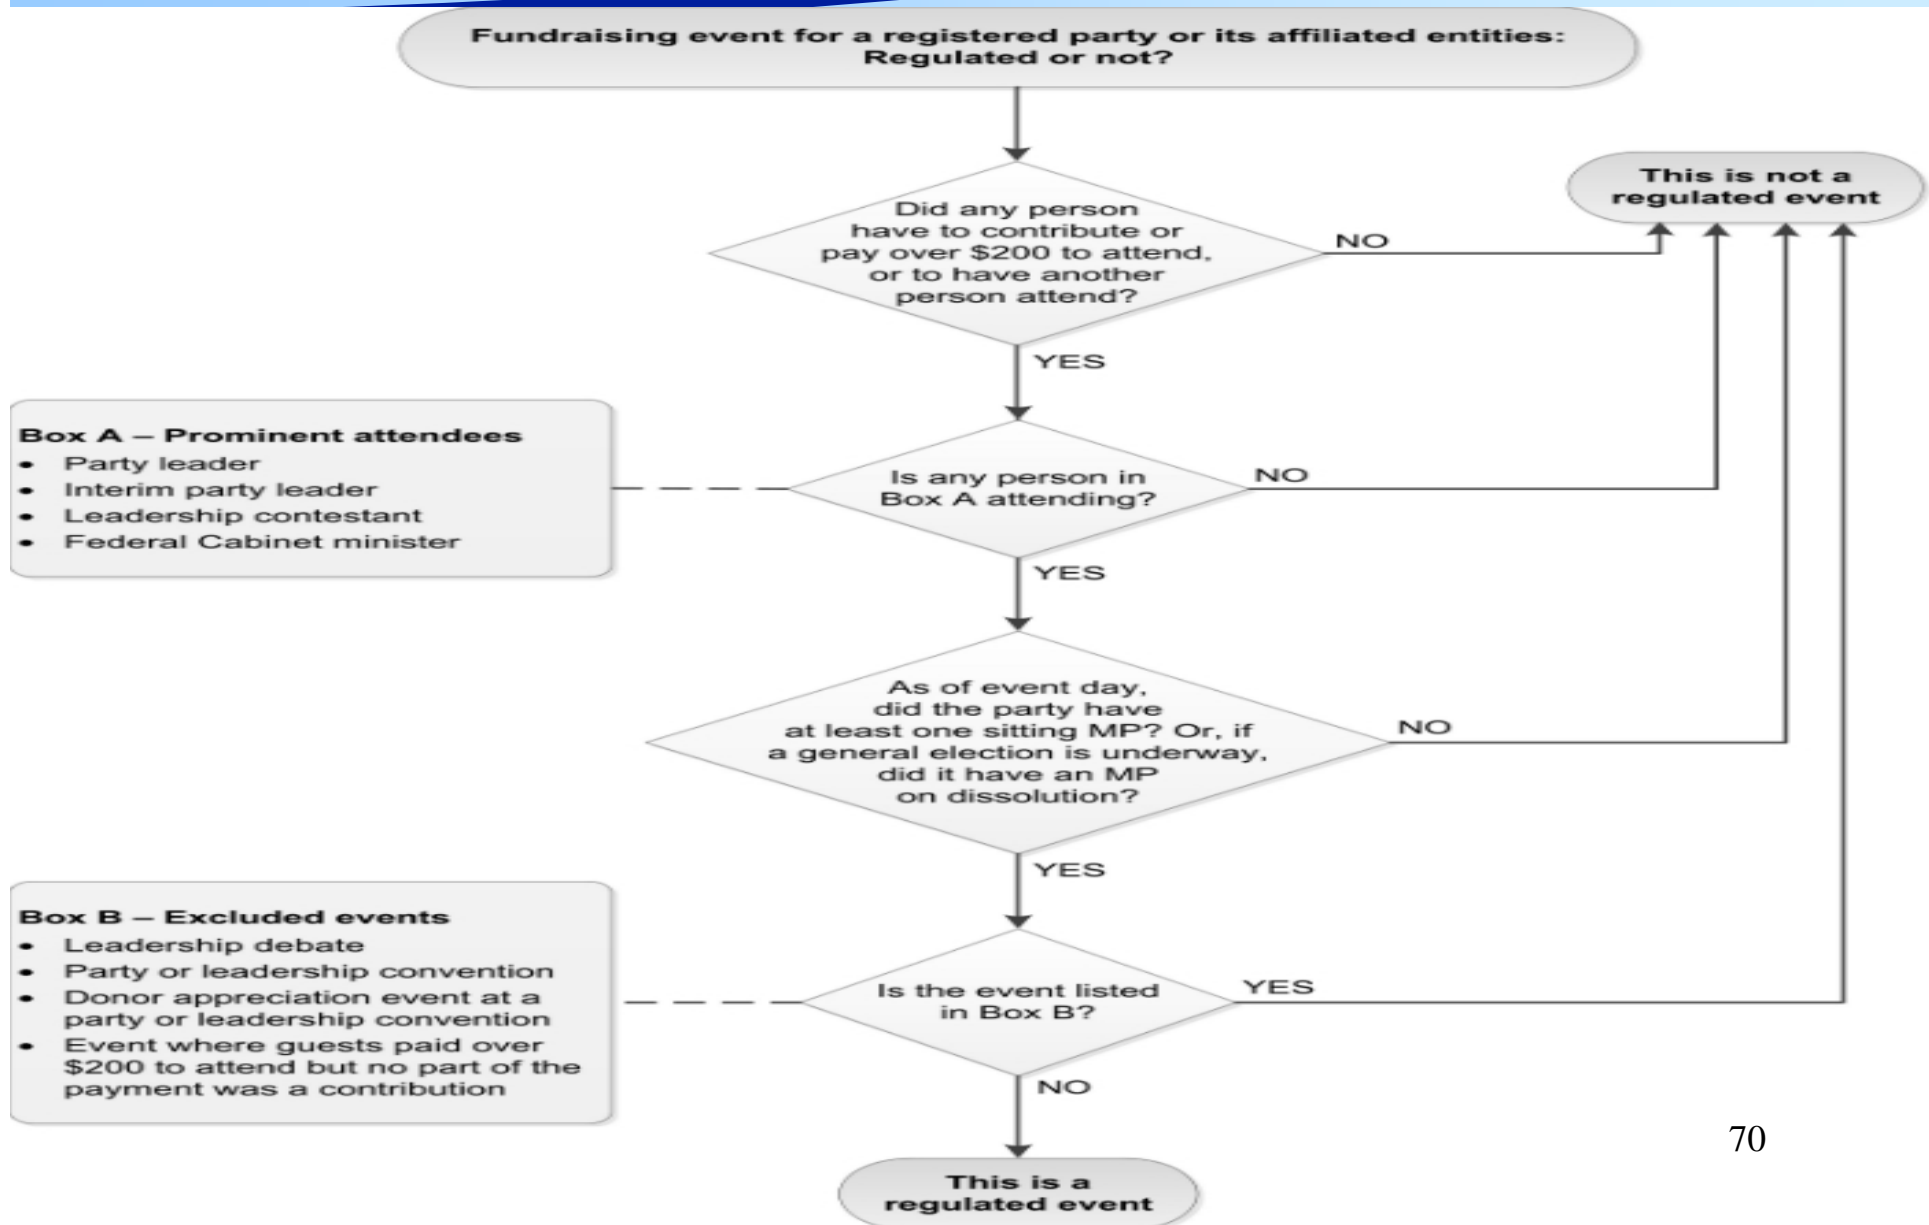 Fundraising event for a registered party or its affiliated entities:
Regulated or not?
This is not a
regulated event
Did any person
have to contribute or
pay over $200 to attend,
or to have another
person attend?
NO
YES
Box A – Prominent attendees
• Party leader
• Interim party leader
• Leadership contestant
• Federal Cabinet minister
Is any person in
Box A attending?
NO
YES
As of event day,
did the party have
at least one sitting MP? Or, if
a general election is underway,
did it have an MP
on dissolution?
NO
YES
Box B – Excluded events
• Leadership debate
• Party or leadership convention
• Donor appreciation event at a
party or leadership convention
• Event where guests paid over
$200 to attend but no part of the
payment was a contribution
Is the event listed
in Box B?
YES
NO
This is a
regulated event
70